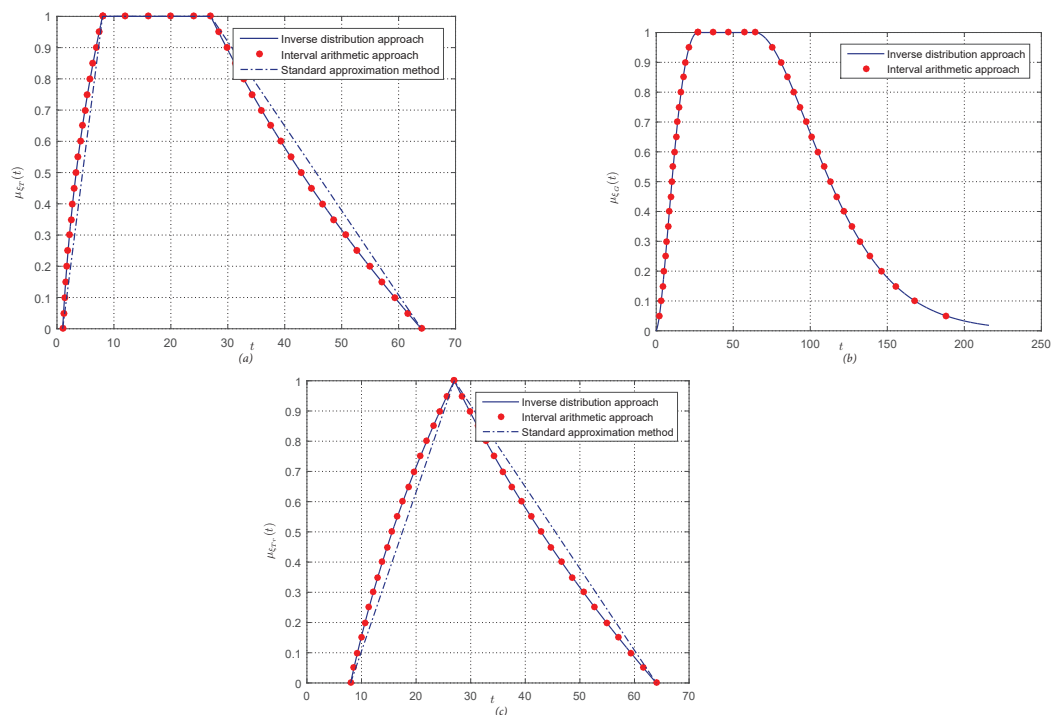 1
0.9
0.8
0.7
0.6
0.5
0.4
0.3
0.2
0.1
0
μξT(t)
Inverse distribution approach
Interval arithmetic approach
Standard approximation method
0 10 20 30 40 50 60 70
t
(a)
1
0.9
0.8
0.7
0.6
0.5
0.4
0.3
0.2
0.1
0
μξG(t)
Inverse distribution approach
Interval arithmetic approach
0 50 100 150 200 250
t
(b)
1
0.9
0.8
0.7
0.6
0.5
0.4
0.3
0.2
0.1
0
μξTr(t)
Inverse distribution approach
Interval arithmetic approach
Standard approximation method
0 10 20 30 40 50 60 70
t
(c)